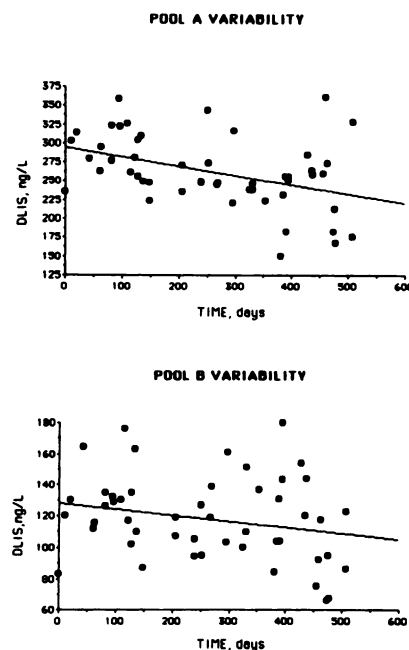 POOL A VARIABILITY
375
350
325
300
275
250
225
200
175
150
125
DLIS, ng/L
0 100 200 300 400 500 600
TIME, days
POOL B VARIABILITY
180
160
140
120
100
80
60
DLIS,ng/L
0 100 200 300 400 500 600
TIME, days